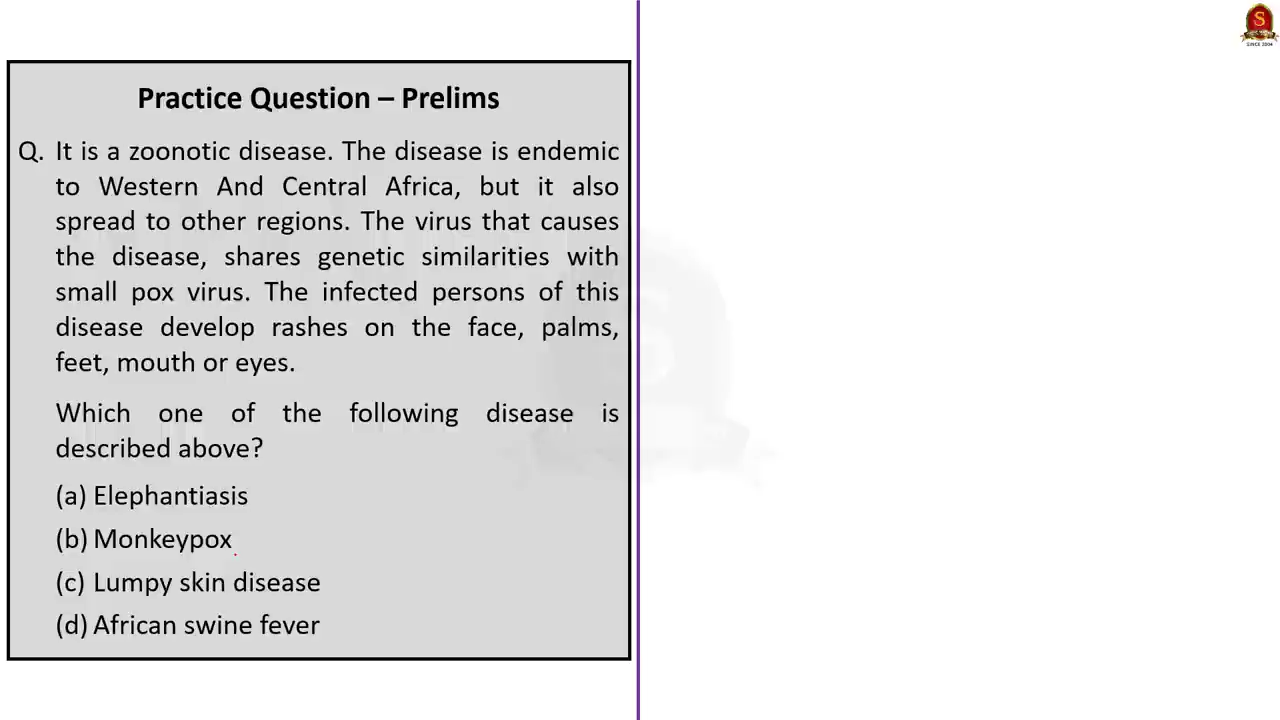 S
SINCE 2004
Practice Question – Prelims
Q. It is a zoonotic disease. The disease is endemic
to Western And Central Africa, but it also
spread to other regions. The virus that causes
the disease, shares genetic similarities with
small pox virus. The infected persons of this
disease develop rashes on the face, palms,
feet, mouth or eyes.
Which one of the following disease is
described above?
(a) Elephantiasis
(b) Monkeypox
(c) Lumpy skin disease
(d) African swine fever